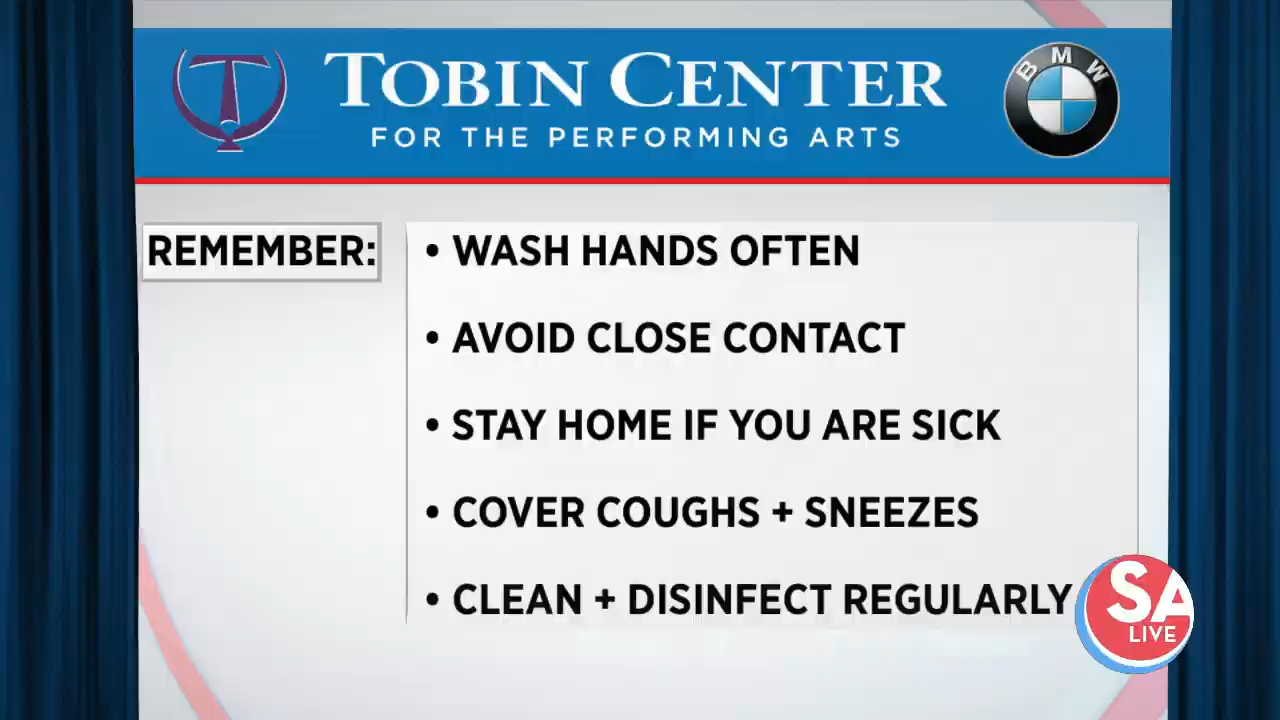 TOBIN CENTER
FOR THE PERFORMING ARTS
BMW
REMEMBER:
• WASH HANDS OFTEN
• AVOID CLOSE CONTACT
• STAY HOME IF YOU ARE SICK
• COVER COUGHS + SNEEZES
• CLEAN + DISINFECT REGULARLY
SA
LIVE